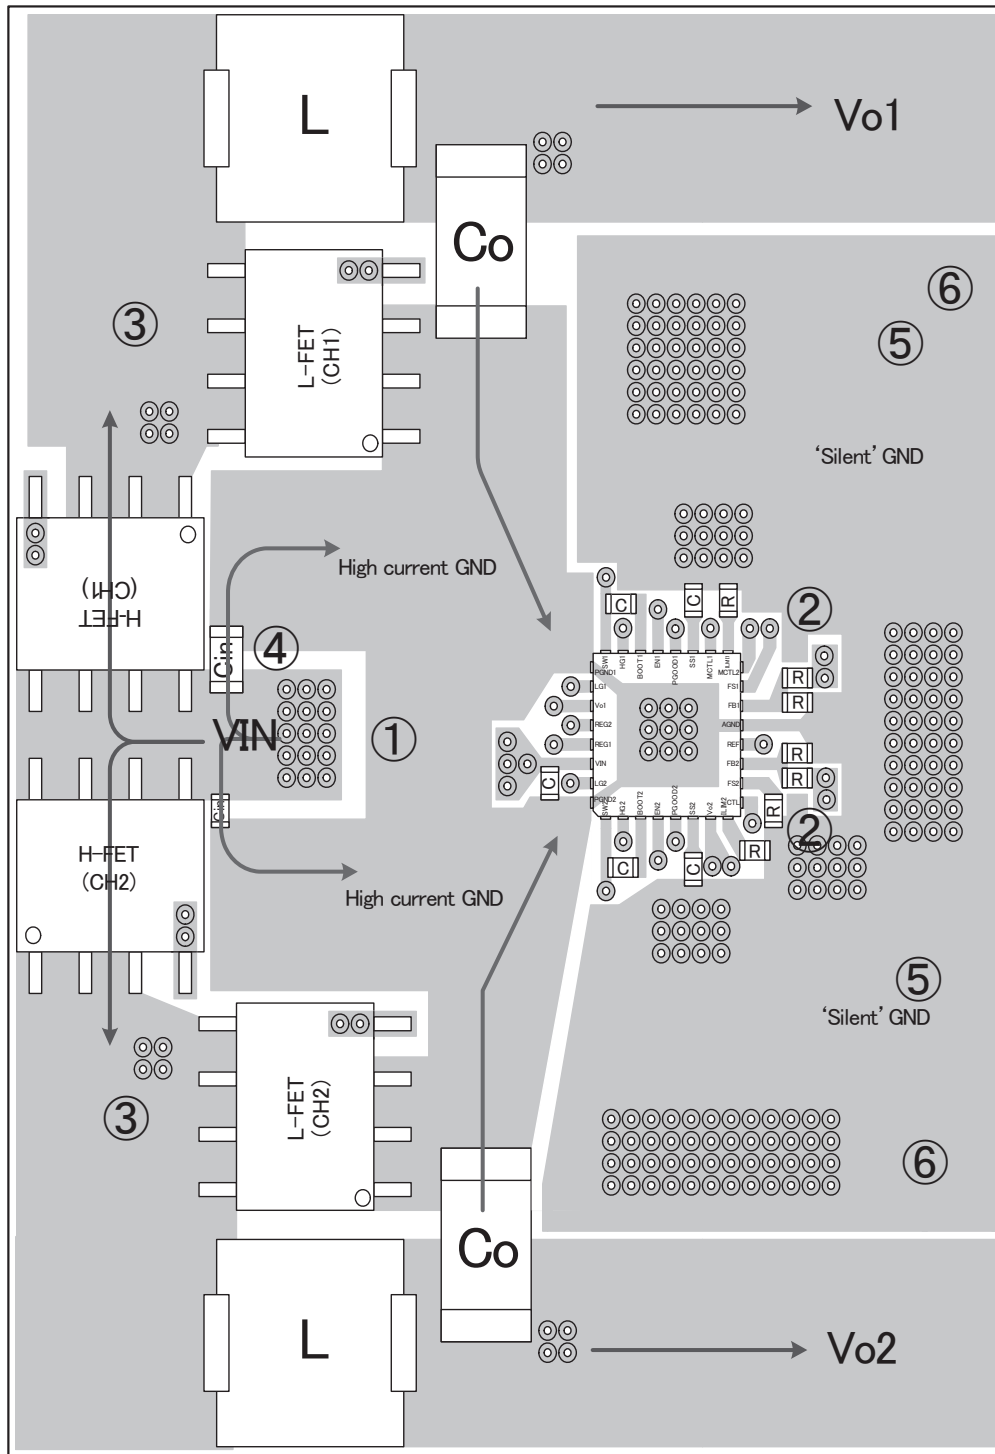 L
Vo1
Co
⑥
③
L-FET
(CH1)
⑤
'Silent' GND
High current GND
H-FET
(CH1)
Cin
④
C
C
R
②
SW1
HG1
BOOT1
EN1
PGOOD1
SS1
MCTL1
ILIM1
PGND1
MCTL2
LG1
FS1
R
Vo1
FB1
R
REG2
AGND
VIN
①
REG1
REF
R
VIN
FB2
R
C
LG2
FS2
PGND2
CTL
R
Cin
SW2
HG2
BOOT2
EN2
PGOOD2
SS2
Vo2
ILIM2
②
H-FET
(CH2)
R
C
C
High current GND
⑤
'Silent' GND
③
L-FET
(CH2)
⑥
Co
L
Vo2